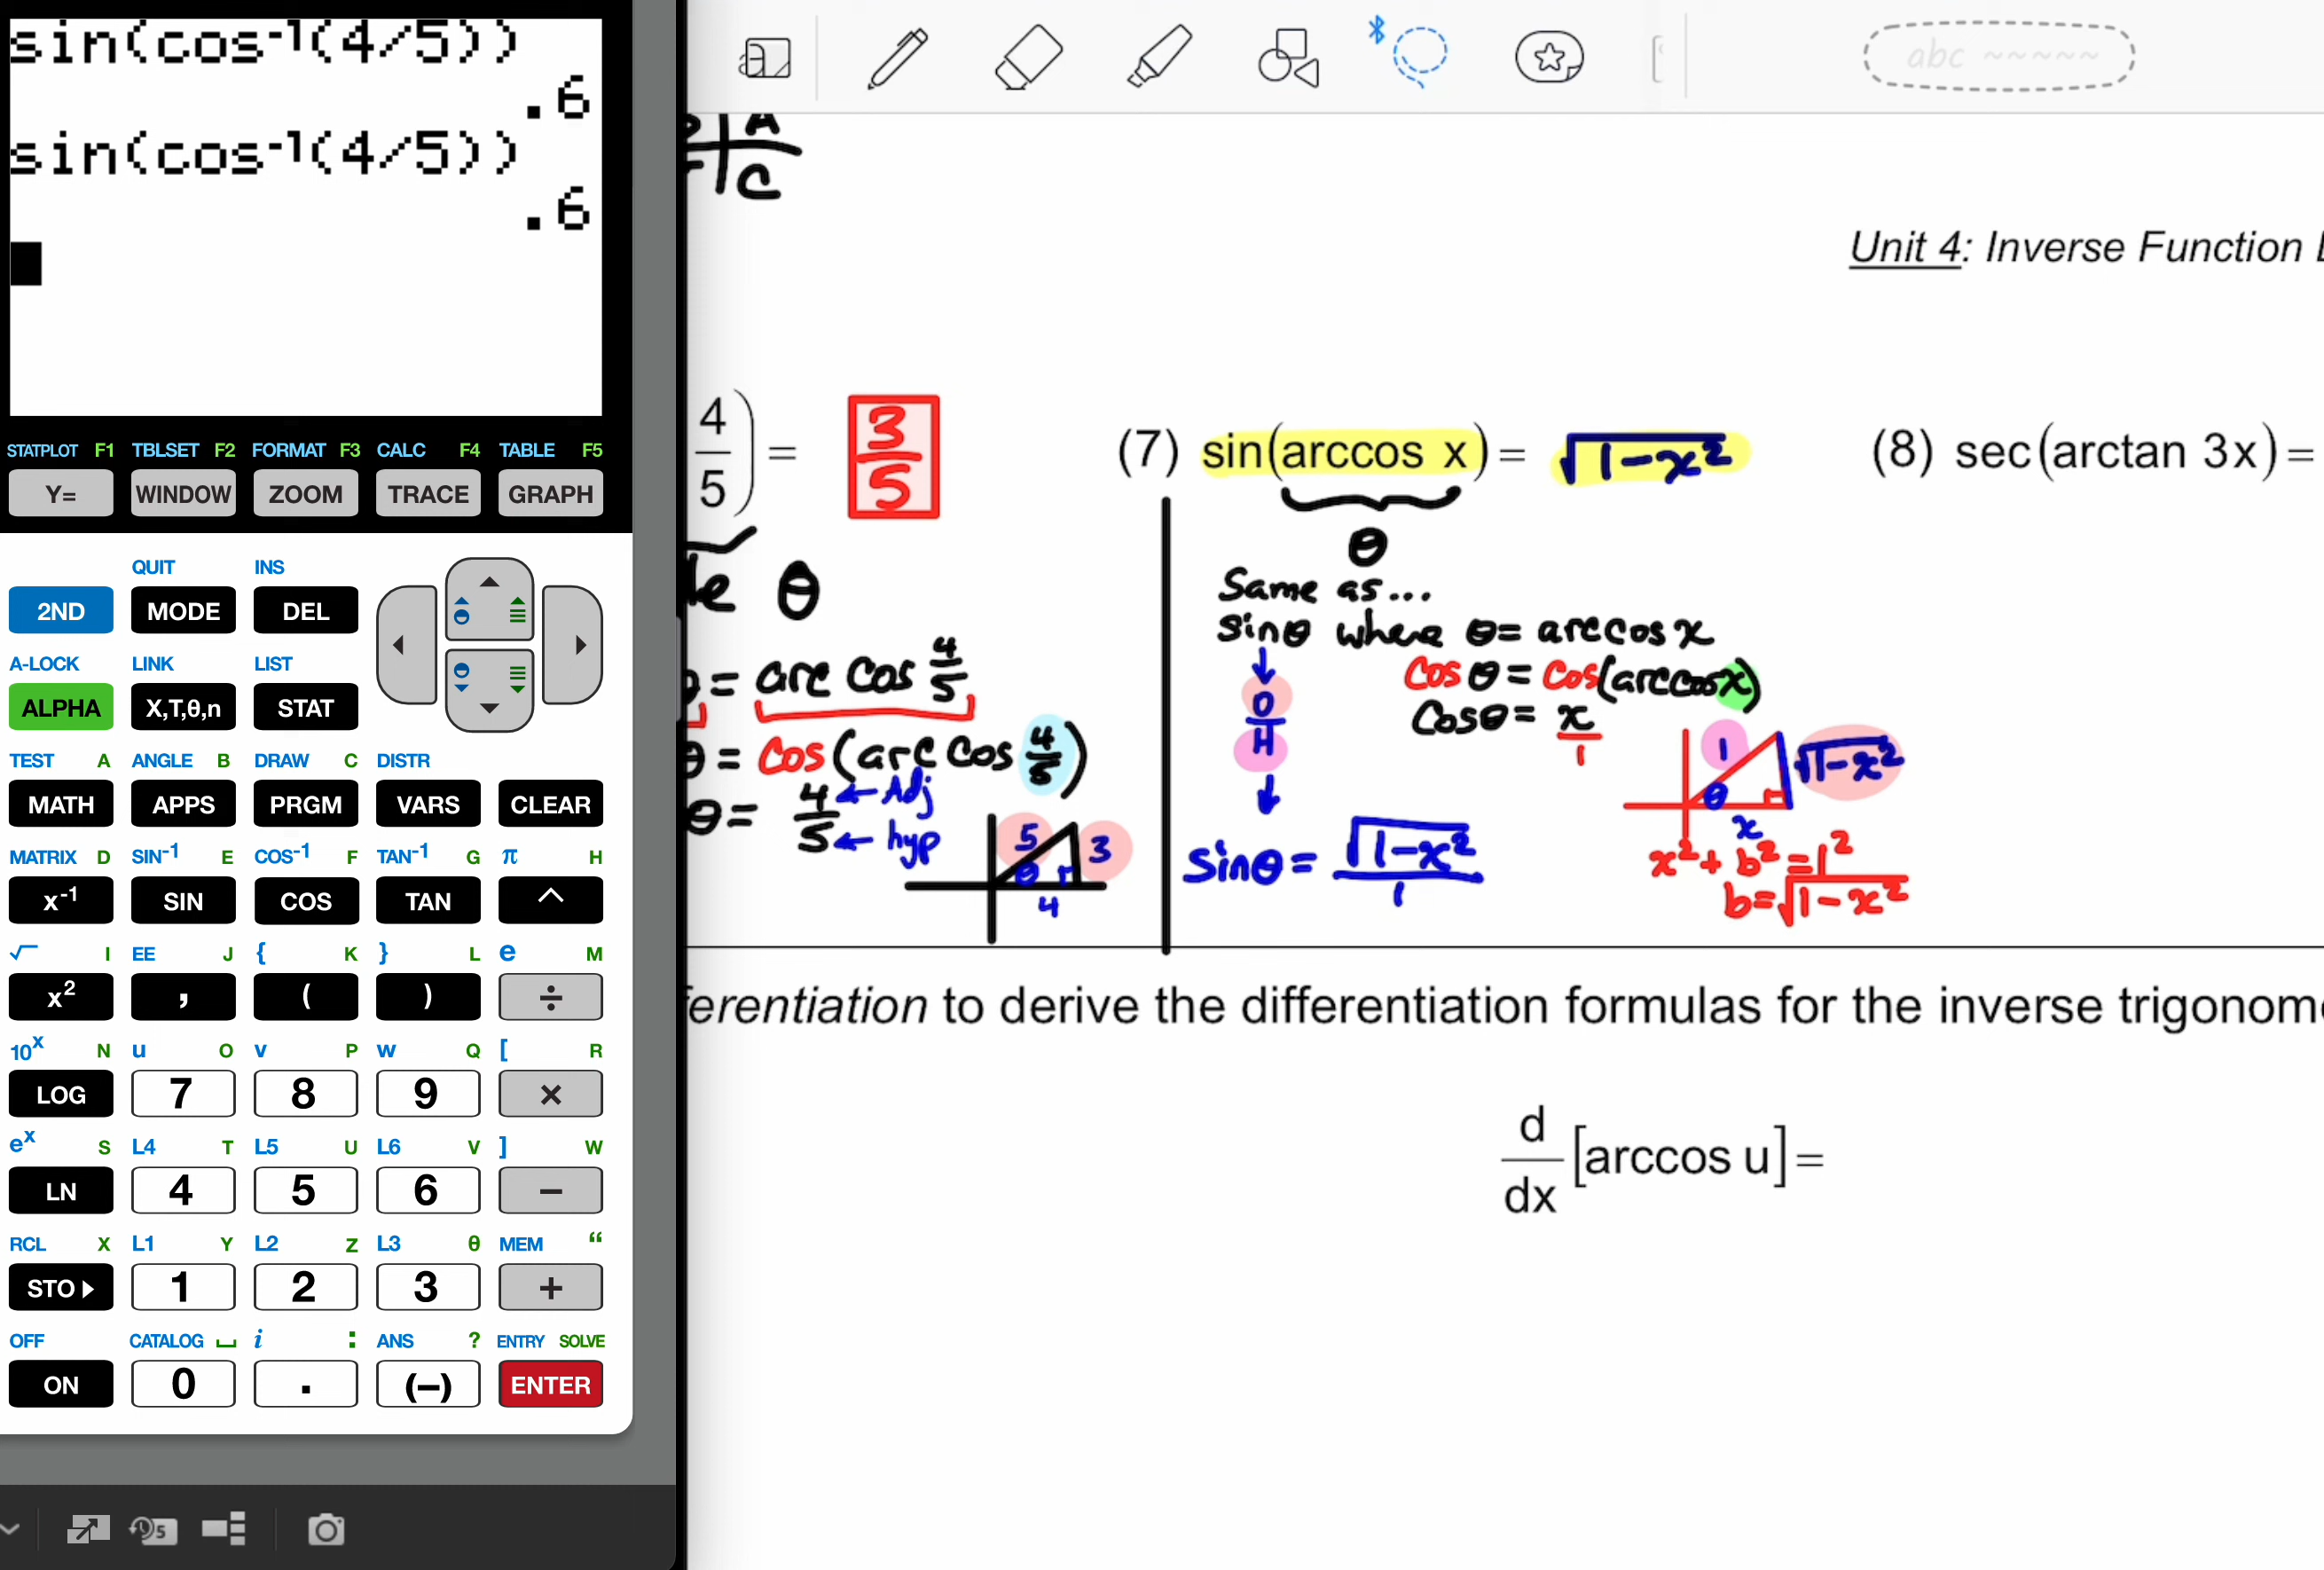 sin(cos⁻¹(4/5))
.6
sin(cos⁻¹(4/5))
.6
STATPLOT F1 TBLSET F2 FORMAT F3 CALC F4 TABLE F5
Y= WINDOW ZOOM TRACE GRAPH
QUIT INS
2ND MODE DEL
A-LOCK LINK LIST
ALPHA X,T,θ,n STAT
TEST A ANGLE B DRAW C DISTR
MATH APPS PRGM VARS CLEAR
MATRIX D SIN⁻¹ E COS⁻¹ F TAN⁻¹ G π H
x⁻¹ SIN COS TAN ^
√ I EE J { K } L e M
x² , ( ) ÷
10ˣ N u O v P w Q [ R
LOG 7 8 9 ×
eˣ S L4 T L5 U L6 V ] W
LN 4 5 6 −
RCL X L1 Y L2 Z L3 θ MEM “
STO▶ 1 2 3 +
OFF CATALOG ⎵ i : ANS ? ENTRY SOLVE
ON 0 . (−) ENTER
5
a
abc
A
C
Unit 4: Inverse Function
4/5) = 3/5
θ
= arc cos 4/5
θ = cos(arc cos 4/5)
θ = 4/5 ← Adj
← hyp
5 3
θ
4
(7) sin(arccos x) = √1−x²
θ
Same as...
sinθ where θ = arccos x
cos θ = cos(arccos x)
O/H
cosθ = x/1
1 √1−x²
θ
x
sinθ = √1−x²/1
x² + b² = 1²
b = √1−x²
(8) sec(arctan 3x) =
erentiation to derive the differentiation formulas for the inverse trigonom
d/dx [arccos u] =